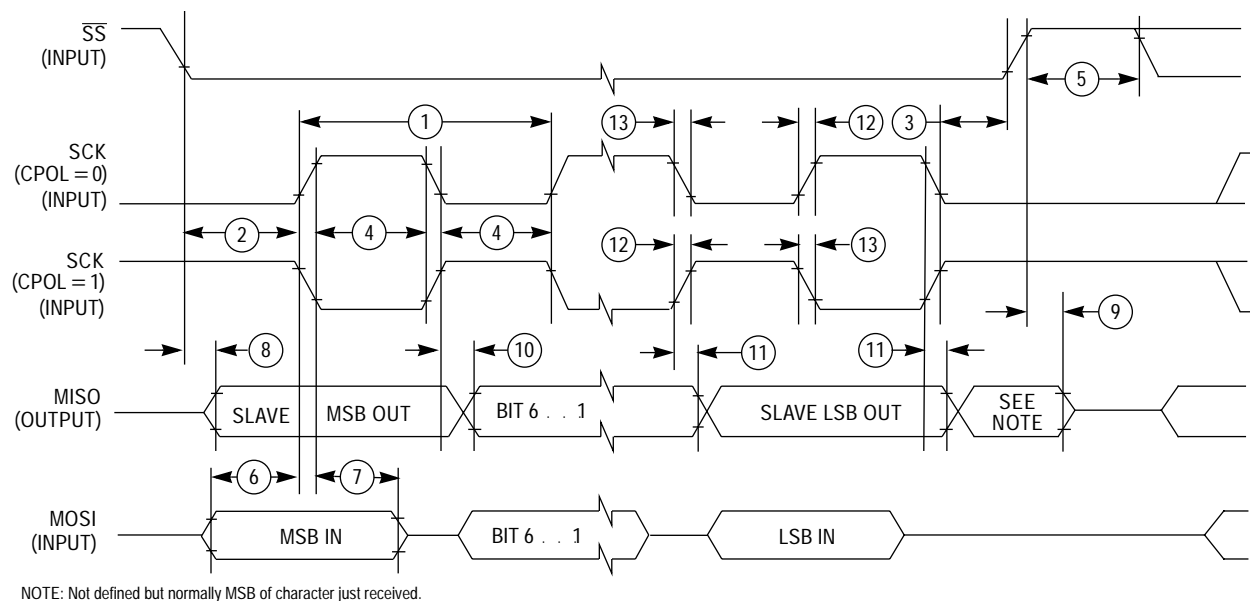 SS
(INPUT)
5
1
13
12
3
SCK
(CPOL = 0)
(INPUT)
2
4
4
12
13
SCK
(CPOL = 1)
(INPUT)
9
8
10
11
11
MISO
(OUTPUT)
SLAVE
MSB OUT
BIT 6 . . . 1
SLAVE LSB OUT
SEE
NOTE
6
7
MOSI
(INPUT)
MSB IN
BIT 6 . . . 1
LSB IN
NOTE: Not defined but normally MSB of character just received.